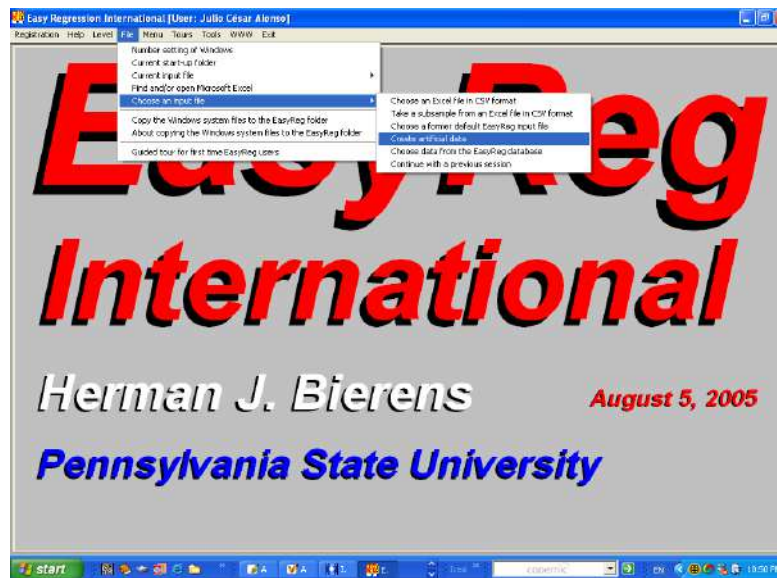 Easy Regression International [User: Julio César Alonso]
Registration Help Level File Menu Tours Tools WWW Exit
Number setting of Windows
Current start-up folder
Current input file
Find and/or open Microsoft Excel
Choose an input file
Copy the Windows system files to the EasyReg folder
About copying the Windows system files to the EasyReg folder
Guided tour for first time EasyReg users
Choose an Excel file in CSV format
Take a subsample from an Excel file in CSV format
Choose a former default EasyReg input file
Create artificial data
Choose data from the EasyReg database
Continue with a previous session
EasyReg
International
Herman J. Bierens
August 5, 2005
Pennsylvania State University
start
copernic
EN
10:50 PM